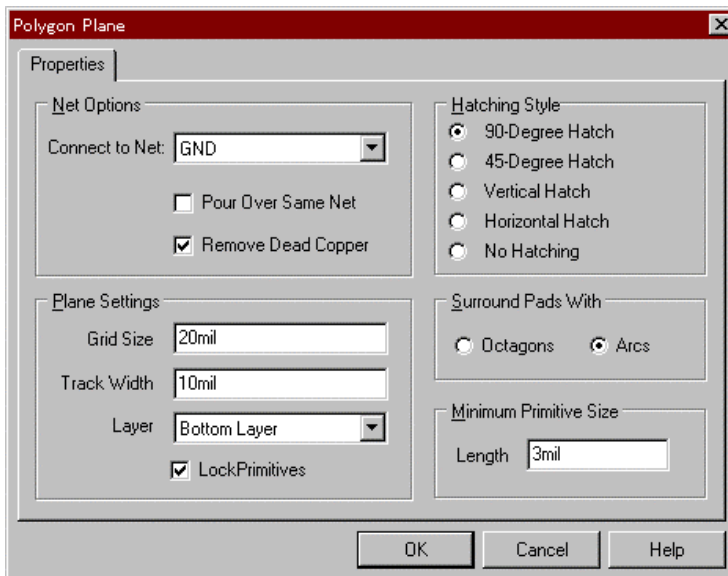 Polygon Plane
Properties
Net Options
Connect to Net: GND
Pour Over Same Net
Remove Dead Copper
Hatching Style
90-Degree Hatch
45-Degree Hatch
Vertical Hatch
Horizontal Hatch
No Hatching
Plane Settings
Grid Size 20mil
Track Width 10mil
Layer Bottom Layer
LockPrimitives
Surround Pads With
Octagons Arcs
Minimum Primitive Size
Length 3mil
OK Cancel Help